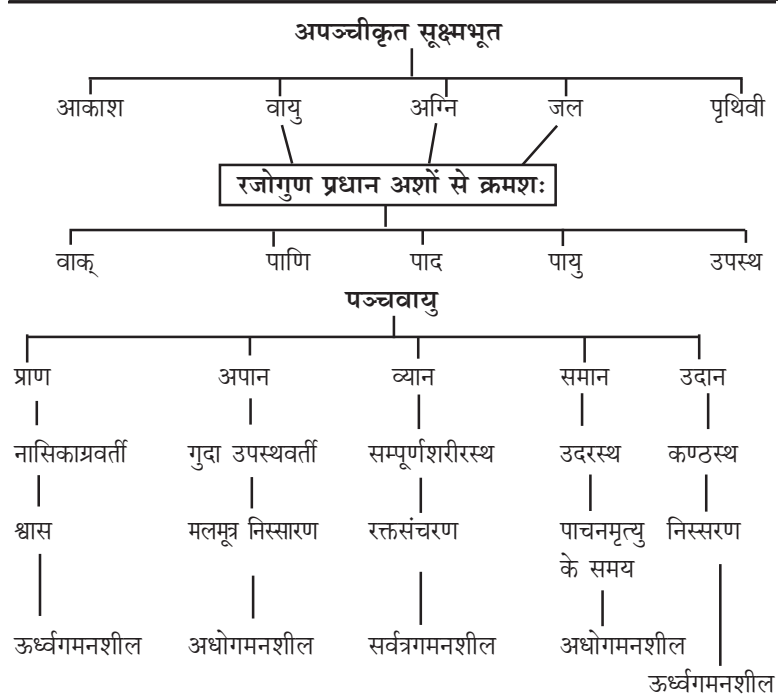 अपञ्चीकृत सूक्ष्मभूत
आकाश वायु अग्नि जल पृथिवी
रजोगुण प्रधान अशों से क्रमशः
वाक् पाणि पाद पायु उपस्थ
पञ्चवायु
प्राण अपान व्यान समान उदान
नासिकाग्रवर्ती गुदा उपस्थवर्ती सम्पूर्णशरीरस्थ उदरस्थ कण्ठस्थ
श्वास मलमूत्र निस्सारण रक्तसंचरण पाचनमृत्यु निस्सरण
के समय
ऊर्ध्वगमनशील अधोगमनशील सर्वत्रगमनशील अधोगमनशील
ऊर्ध्वगमनशील